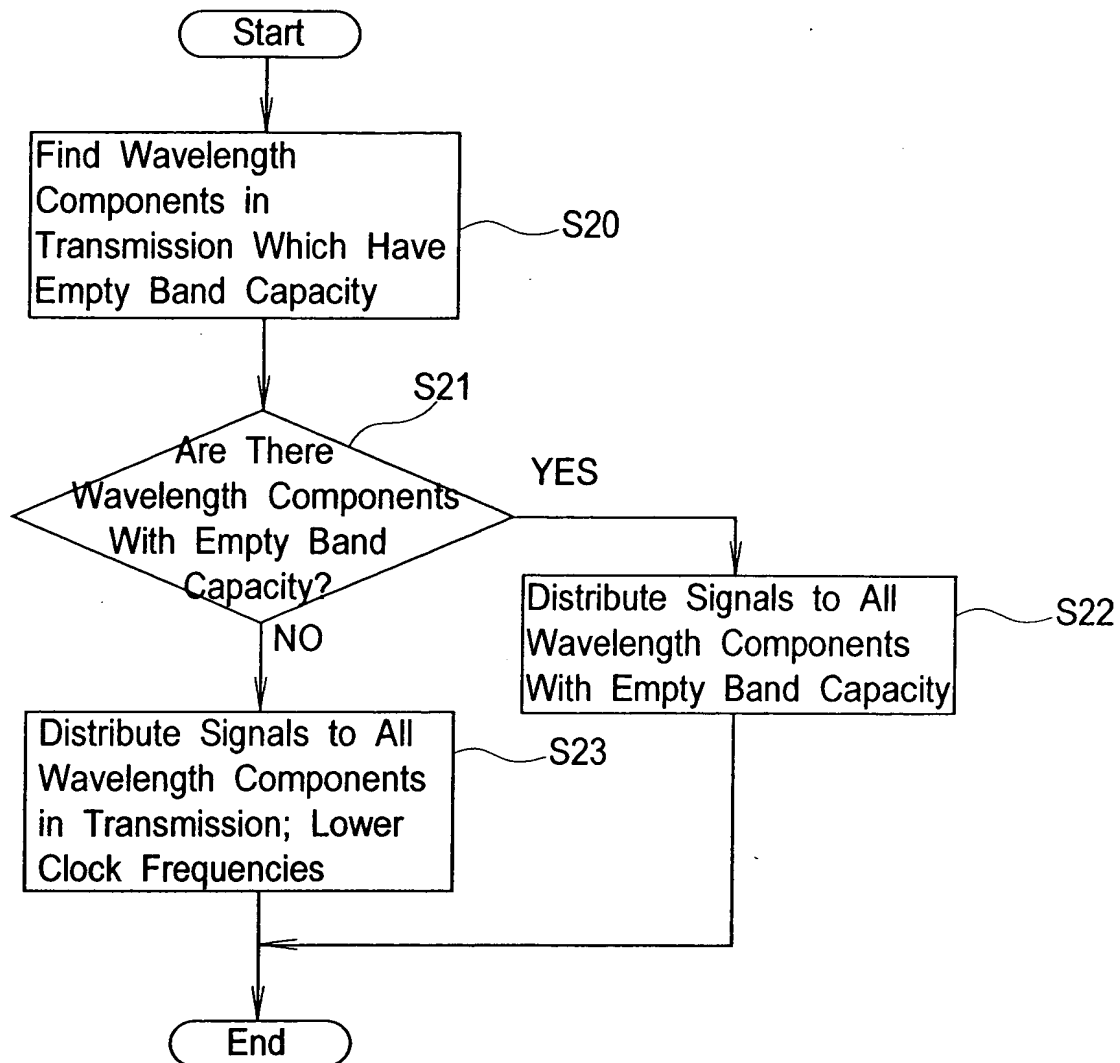 Start
Find Wavelength
Components in
Transmission Which Have
Empty Band Capacity
S20
S21
Are There
Wavelength Components
With Empty Band
Capacity?
YES
NO
Distribute Signals to All
Wavelength Components
With Empty Band Capacity
S22
Distribute Signals to All
Wavelength Components
in Transmission; Lower
Clock Frequencies
S23
End